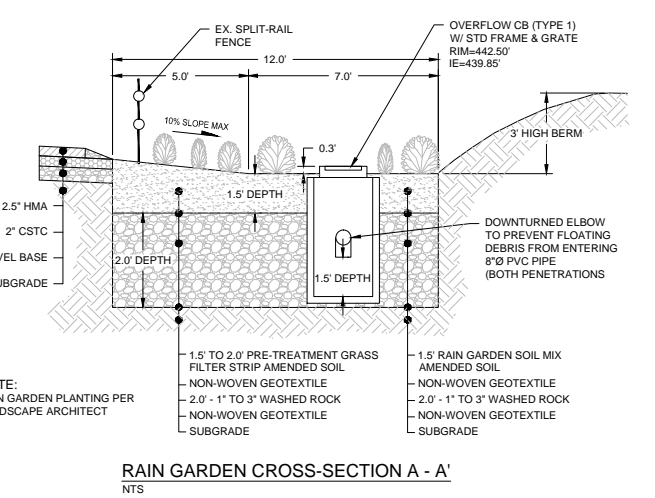 EX. SPLIT-RAIL
FENCE
OVERFLOW CB (TYPE 1)
W/ STD FRAME & GRATE
RIM=442.50'
IE=439.85'
12.0'
5.0'
7.0'
10% SLOPE MAX
0.3'
3' HIGH BERM
1.5' DEPTH
2.5" HMA
2" CSTC
VEL BASE
UBGRADE
2.0' DEPTH
1.5' DEPTH
DOWNTURNED ELBOW
TO PREVENT FLOATING
DEBRIS FROM ENTERING
8"Ø PVC PIPE
(BOTH PENETRATIONS
1.5' TO 2.0' PRE-TREATMENT GRASS
FILTER STRIP AMENDED SOIL
NON-WOVEN GEOTEXTILE
2.0' - 1" TO 3" WASHED ROCK
NON-WOVEN GEOTEXTILE
SUBGRADE
1.5' RAIN GARDEN SOIL MIX
AMENDED SOIL
NON-WOVEN GEOTEXTILE
2.0' - 1" TO 3" WASHED ROCK
NON-WOVEN GEOTEXTILE
SUBGRADE
TE:
N GARDEN PLANTING PER
DSCAPE ARCHITECT
RAIN GARDEN CROSS-SECTION A - A'
NTS